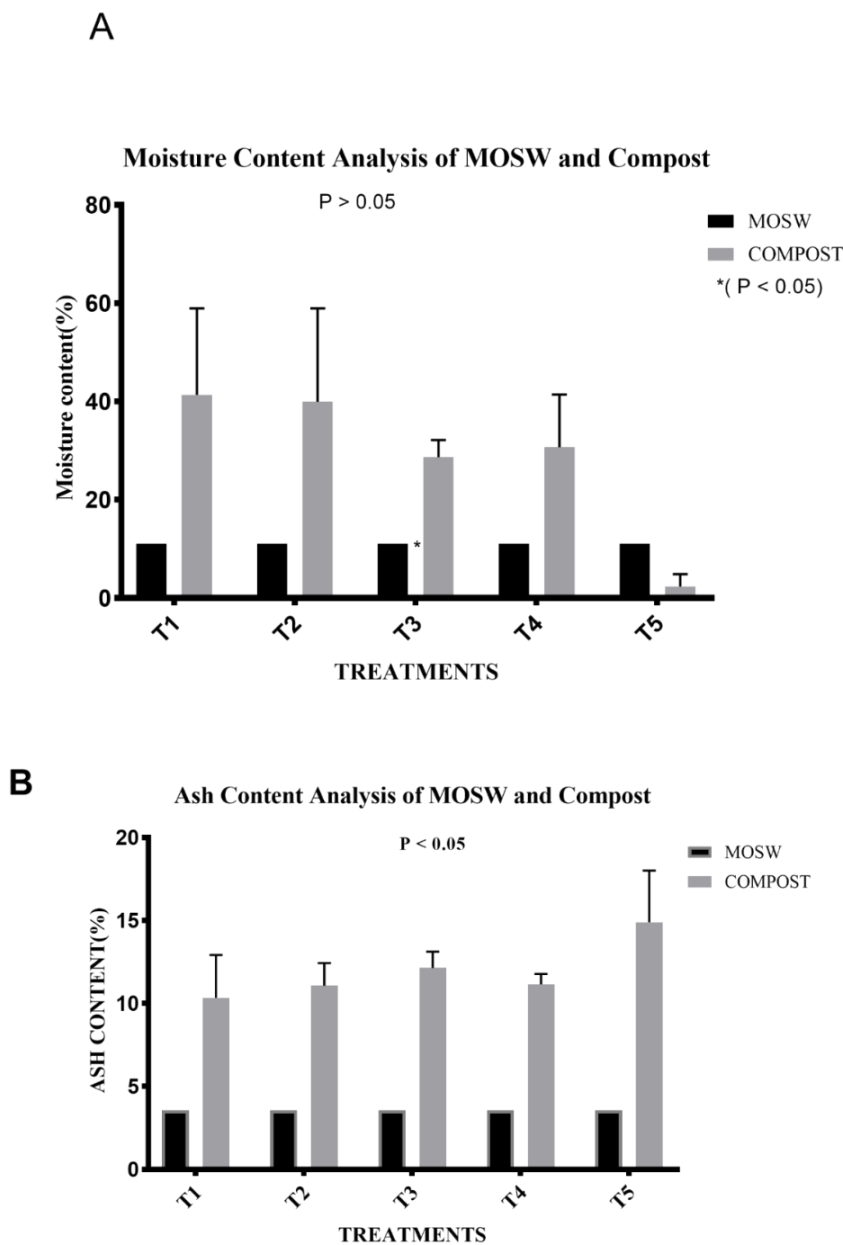 A
Moisture Content Analysis of MOSW and Compost
P > 0.05
MOSW
COMPOST
*( P < 0.05)
Moisture content(%)
80
60
40
20
0
*
T1
T2
T3
T4
T5
TREATMENTS
B
Ash Content Analysis of MOSW and Compost
P < 0.05
MOSW
COMPOST
ASH CONTENT(%)
20
15
10
5
0
T1
T2
T3
T4
T5
TREATMENTS